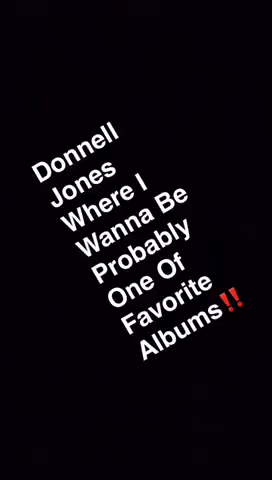 Donnell
Jones
Where I
Wanna Be
Probably
One Of
Favorite
Albums‼️